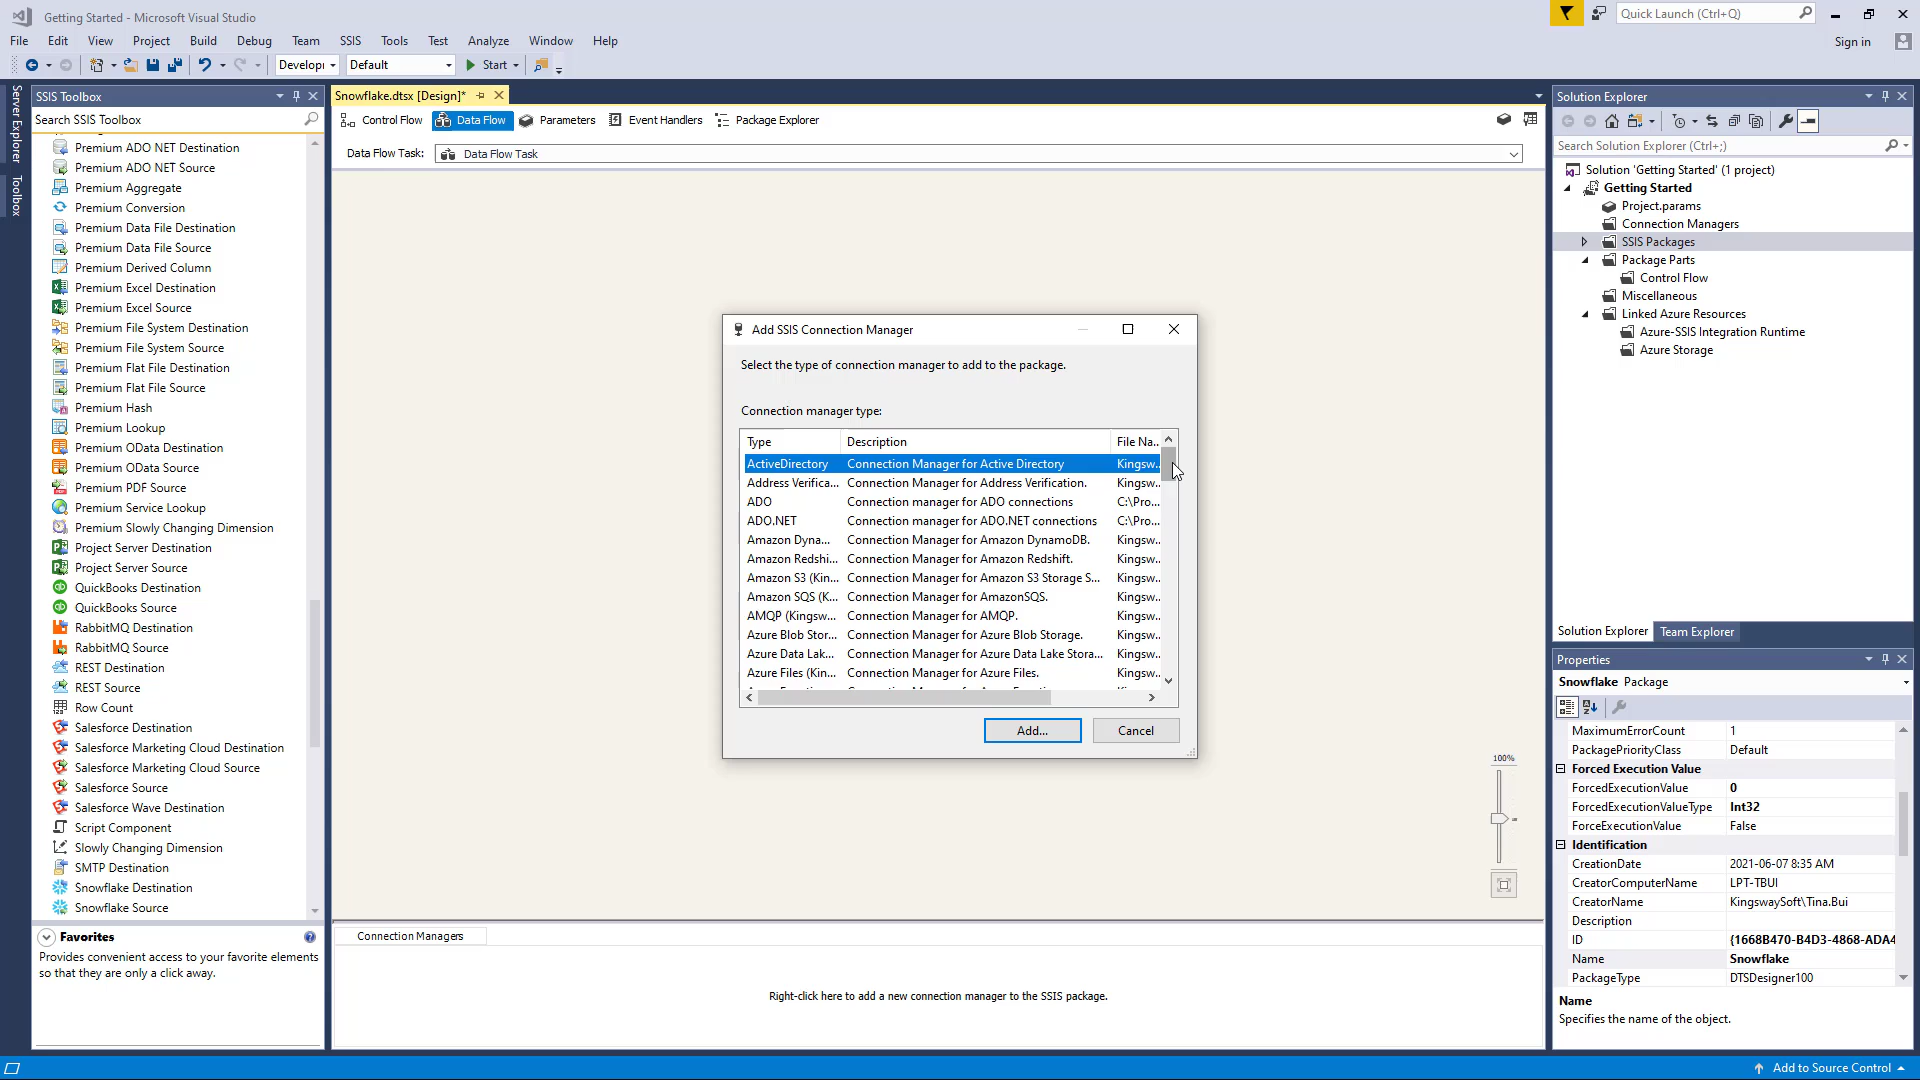 Getting Started - Microsoft Visual Studio
Quick Launch (Ctrl+Q)
File Edit View Project Build Debug Team SSIS Tools Test Analyze Window Help
Sign in
Develop Default Start
Server Explorer
Toolbox
SSIS Toolbox
Search SSIS Toolbox
Premium ADO NET Destination
Premium ADO NET Source
Premium Aggregate
Premium Conversion
Premium Data File Destination
Premium Data File Source
Premium Derived Column
Premium Excel Destination
Premium Excel Source
Premium File System Destination
Premium File System Source
Premium Flat File Destination
Premium Flat File Source
Premium Hash
Premium Lookup
Premium OData Destination
Premium OData Source
Premium PDF Source
Premium Service Lookup
Premium Slowly Changing Dimension
Project Server Destination
Project Server Source
QuickBooks Destination
QuickBooks Source
RabbitMQ Destination
RabbitMQ Source
REST Destination
REST Source
Row Count
Salesforce Destination
Salesforce Marketing Cloud Destination
Salesforce Marketing Cloud Source
Salesforce Source
Salesforce Wave Destination
Script Component
Slowly Changing Dimension
SMTP Destination
Snowflake Destination
Snowflake Source
Favorites
Provides convenient access to your favorite elements
so that they are only a click away.
Snowflake.dtsx [Design]*
Control Flow Data Flow Parameters Event Handlers Package Explorer
Data Flow Task: Data Flow Task
Add SSIS Connection Manager
Select the type of connection manager to add to the package.
Connection manager type:
Type Description File Na...
ActiveDirectory Connection Manager for Active Directory Kingsw...
Address Verifica... Connection Manager for Address Verification. Kingsw...
ADO Connection manager for ADO connections C:\Pro...
ADO.NET Connection manager for ADO.NET connections C:\Pro...
Amazon Dyna... Connection Manager for Amazon DynamoDB. Kingsw...
Amazon Redshi... Connection Manager for Amazon Redshift. Kingsw...
Amazon S3 (Kin... Connection Manager for Amazon S3 Storage S... Kingsw...
Amazon SQS (K... Connection Manager for AmazonSQS. Kingsw...
AMQP (Kingsw... Connection Manager for AMQP. Kingsw...
Azure Blob Stor... Connection Manager for Azure Blob Storage. Kingsw...
Azure Data Lak... Connection Manager for Azure Data Lake Stora... Kingsw...
Azure Files (Kin... Connection Manager for Azure Files. Kingsw...
Add... Cancel
100%
Connection Managers
Right-click here to add a new connection manager to the SSIS package.
Solution Explorer
Search Solution Explorer (Ctrl+;)
Solution 'Getting Started' (1 project)
Getting Started
Project.params
Connection Managers
SSIS Packages
Package Parts
Control Flow
Miscellaneous
Linked Azure Resources
Azure-SSIS Integration Runtime
Azure Storage
Solution Explorer Team Explorer
Properties
Snowflake Package
MaximumErrorCount 1
PackagePriorityClass Default
Forced Execution Value
ForcedExecutionValue 0
ForcedExecutionValueType Int32
ForceExecutionValue False
Identification
CreationDate 2021-06-07 8:35 AM
CreatorComputerName LPT-TBUI
CreatorName KingswaySoft\Tina.Bui
Description
ID {1668B470-B4D3-4868-ADA4
Name Snowflake
PackageType DTSDesigner100
Name
Specifies the name of the object.
Add to Source Control